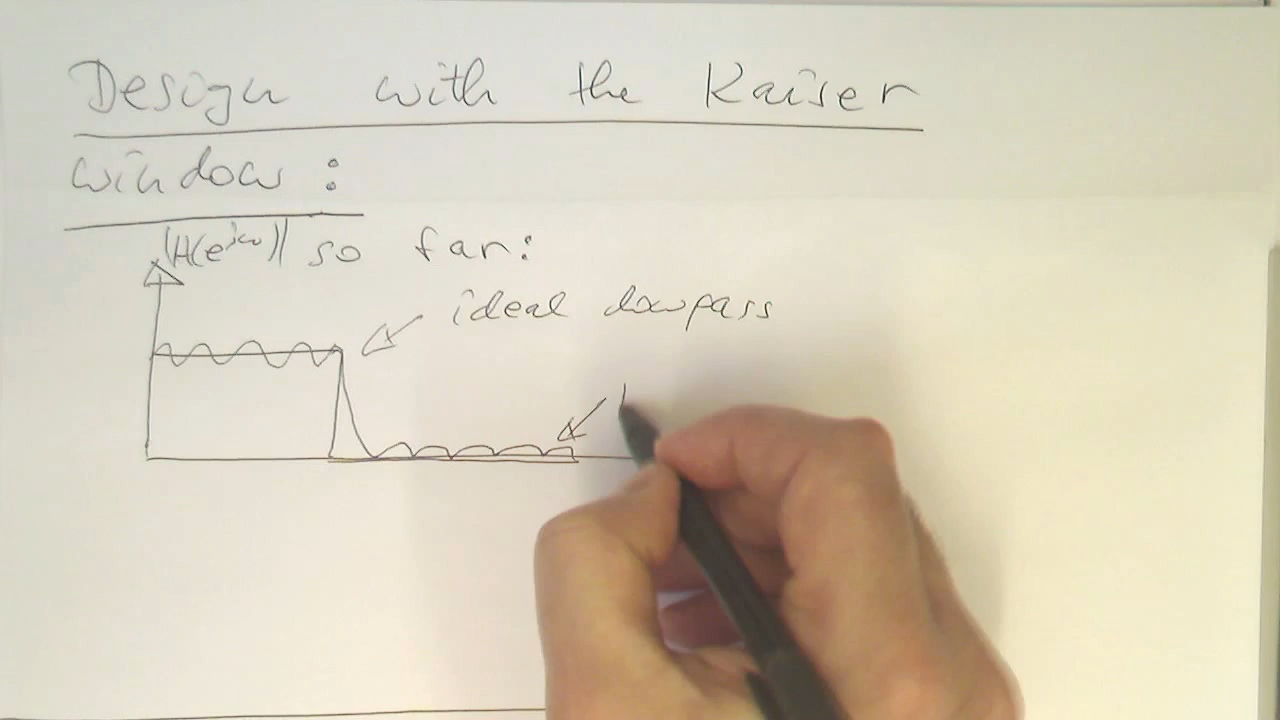 Design with the Kaiser
window:
|H(e^jω)| so far:
ideal lowpass